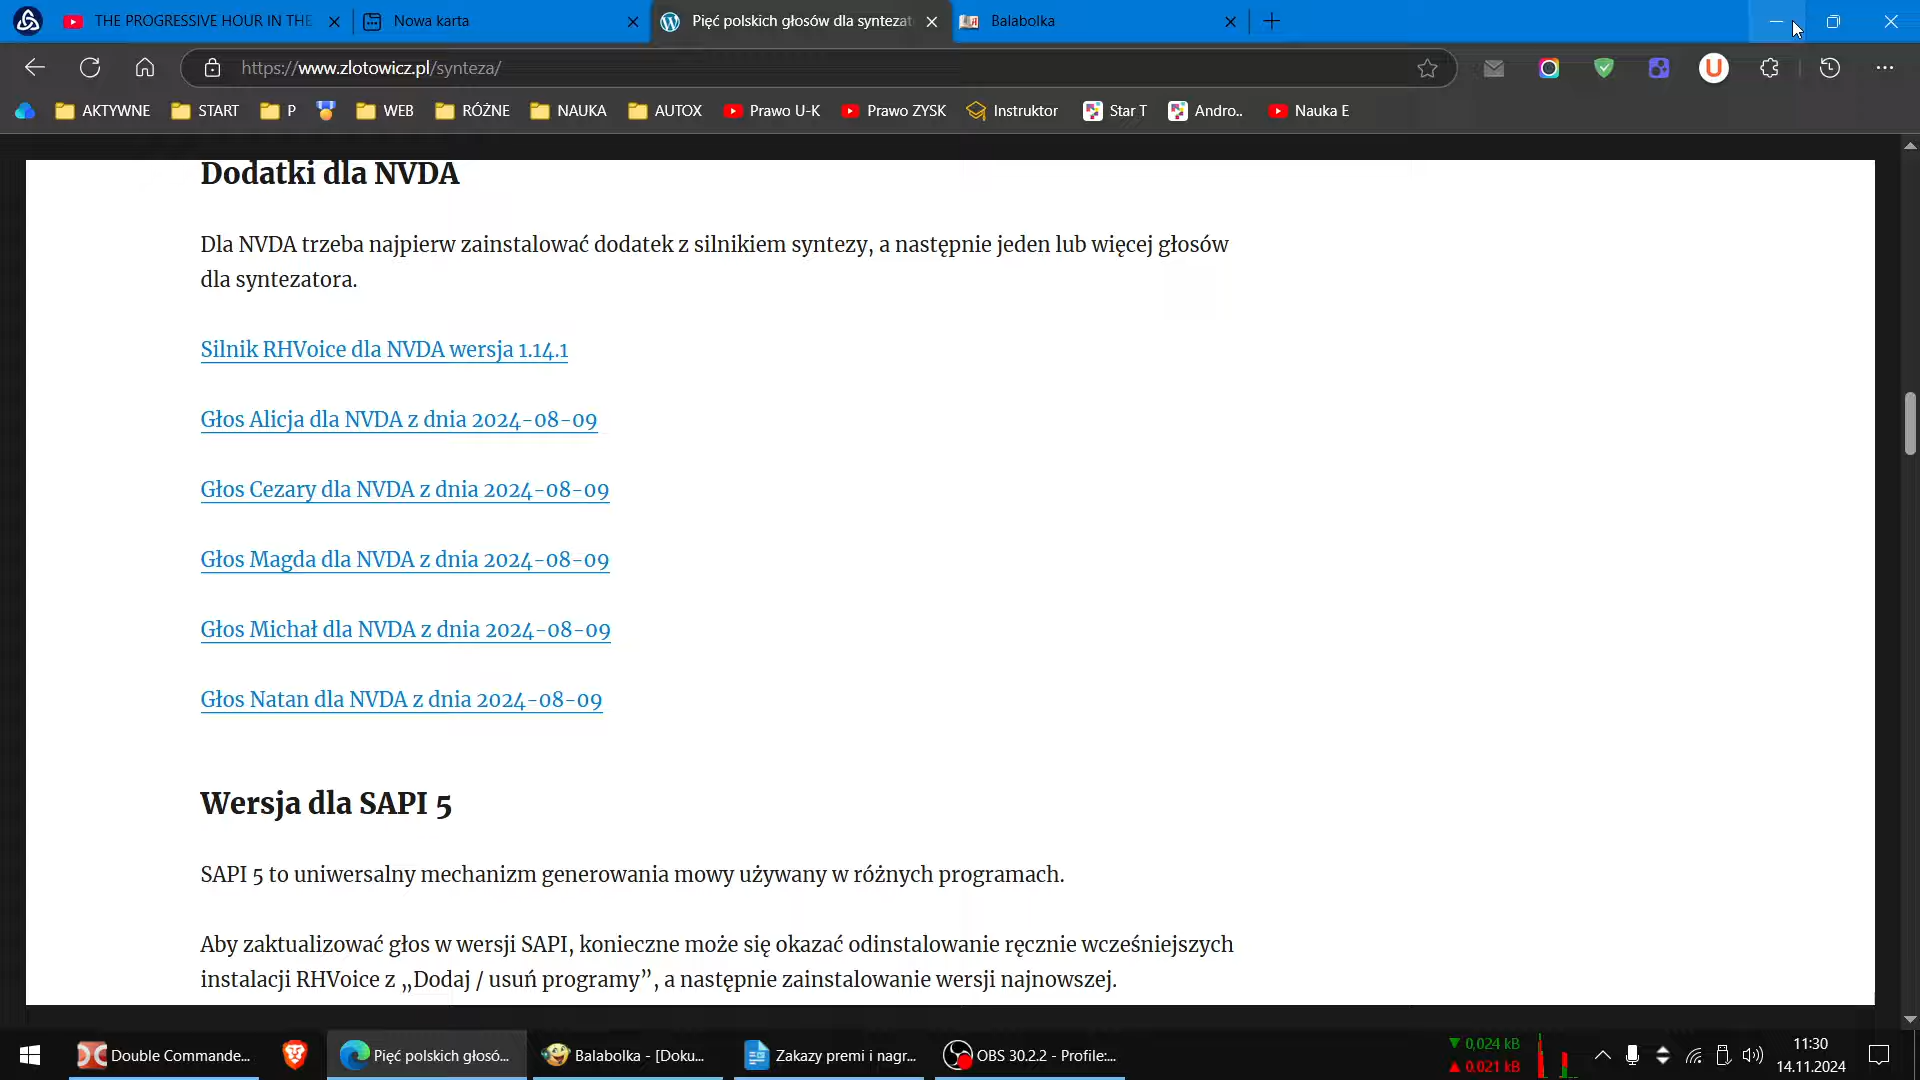 THE PROGRESSIVE HOUR IN THE
Nowa karta
Pięć polskich głosów dla syntezat
Balabolka
https://www.zlotowicz.pl/synteza/
AKTYWNE
START
P
WEB
RÓŻNE
NAUKA
AUTOX
Prawo U-K
Prawo ZYSK
Instruktor
Star T
Andro..
Nauka E
Dodatki dla NVDA
Dla NVDA trzeba najpierw zainstalować dodatek z silnikiem syntezy, a następnie jeden lub więcej głosów
dla syntezatora.
Silnik RHVoice dla NVDA wersja 1.14.1
Głos Alicja dla NVDA z dnia 2024-08-09
Głos Cezary dla NVDA z dnia 2024-08-09
Głos Magda dla NVDA z dnia 2024-08-09
Głos Michał dla NVDA z dnia 2024-08-09
Głos Natan dla NVDA z dnia 2024-08-09
Wersja dla SAPI 5
SAPI 5 to uniwersalny mechanizm generowania mowy używany w różnych programach.
Aby zaktualizować głos w wersji SAPI, konieczne może się okazać odinstalowanie ręcznie wcześniejszych
instalacji RHVoice z „Dodaj / usuń programy”, a następnie zainstalowanie wersji najnowszej.
Double Commande...
Pięć polskich głosó...
Balabolka - [Doku...
Zakazy premi i nagr...
OBS 30.2.2 - Profile:...
0,024 kB
0,021 kB
11:30
14.11.2024